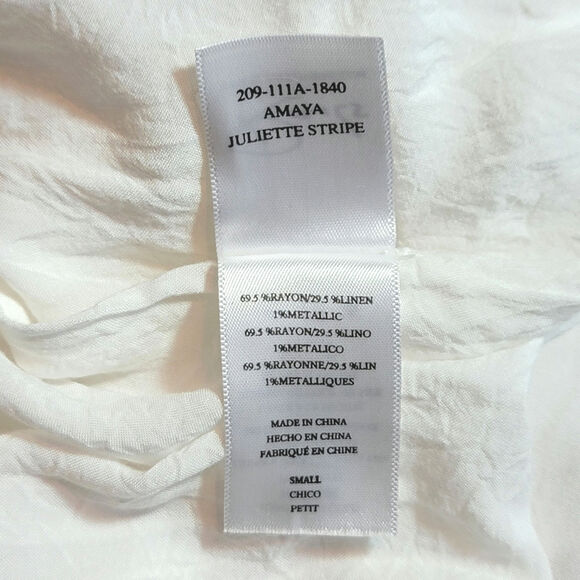 209-111A-1840
AMAYA
JULIETTE STRIPE
69.5 %RAYON/29.5 %LINEN
1%METALLIC
69.5 %RAYON/29.5 %LINO
1%METALICO
69.5 %RAYONNE/29.5 %LIN
1%METALLIQUES
MADE IN CHINA
HECHO EN CHINA
FABRIQUÉ EN CHINE
SMALL
CHICO
PETIT